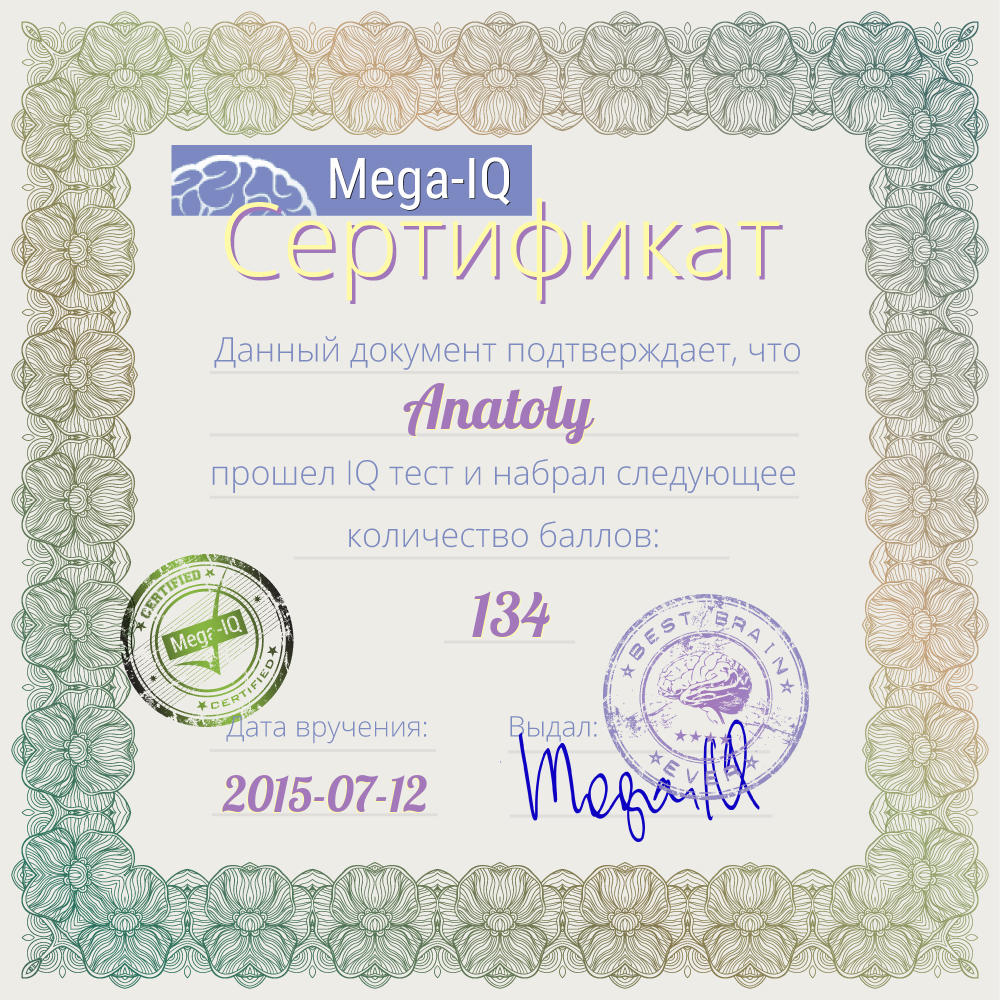 Mega-IQ
Сертификат
Данный документ подтверждает, что
Anatoly
прошел IQ тест и набрал следующее
количество баллов:
134
CERTIFIED
Mega-IQ
CERTIFIED
BEST BRAIN
EVER
Дата вручения:
Выдал:
2015-07-12
MegaIQ